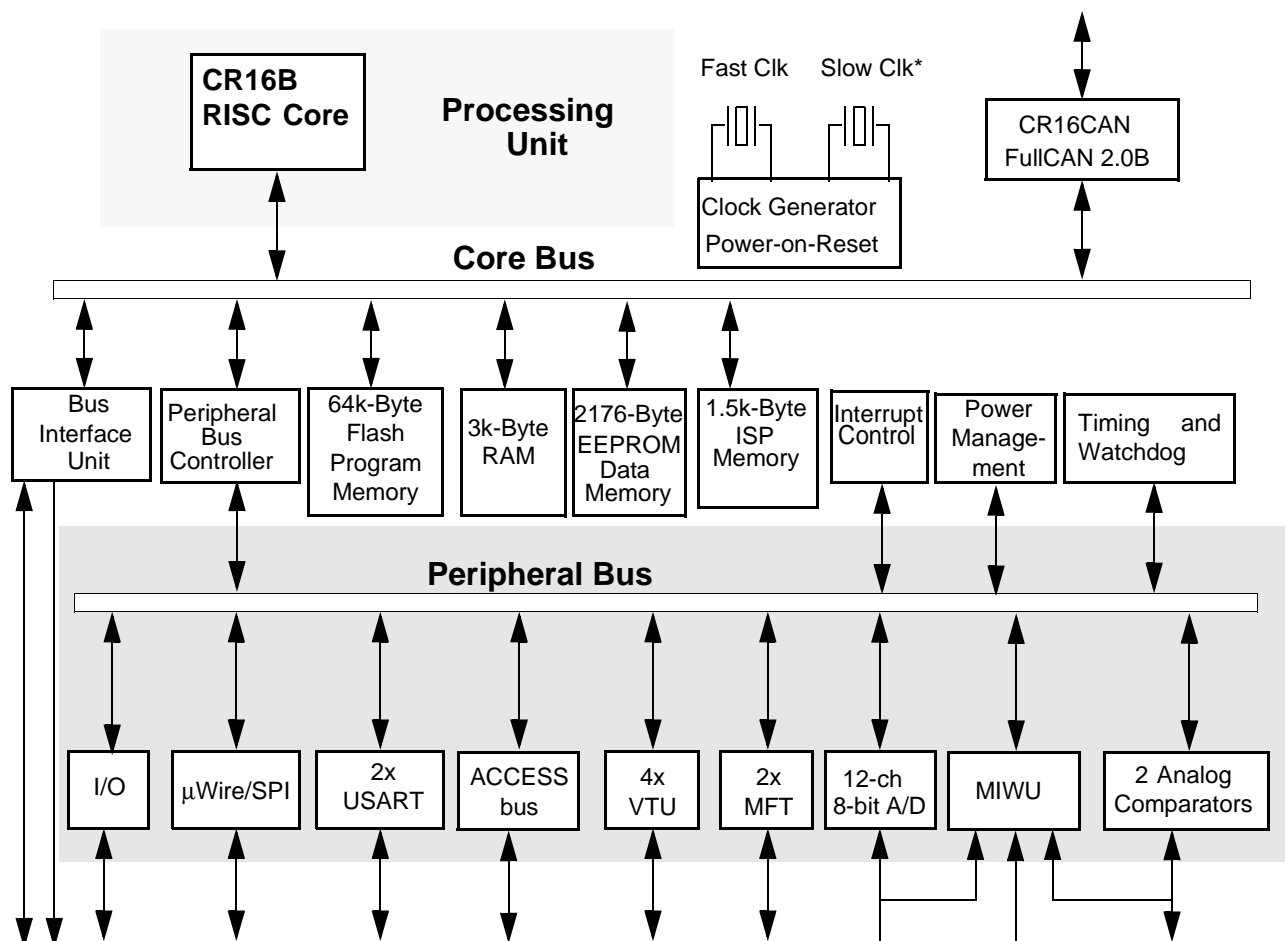 CR16B
RISC Core
Processing
Unit
Fast Clk
Slow Clk*
Clock Generator
Power-on-Reset
CR16CAN
FullCAN 2.0B
Core Bus
Bus
Interface
Unit
Peripheral
Bus
Controller
64k-Byte
Flash
Program
Memory
3k-Byte
RAM
2176-Byte
EEPROM
Data
Memory
1.5k-Byte
ISP
Memory
Interrupt
Control
Power
Manage-
ment
Timing and
Watchdog
Peripheral Bus
I/O
µWire/SPI
2x
USART
ACCESS
bus
4x
VTU
2x
MFT
12-ch
8-bit A/D
MIWU
2 Analog
Comparators